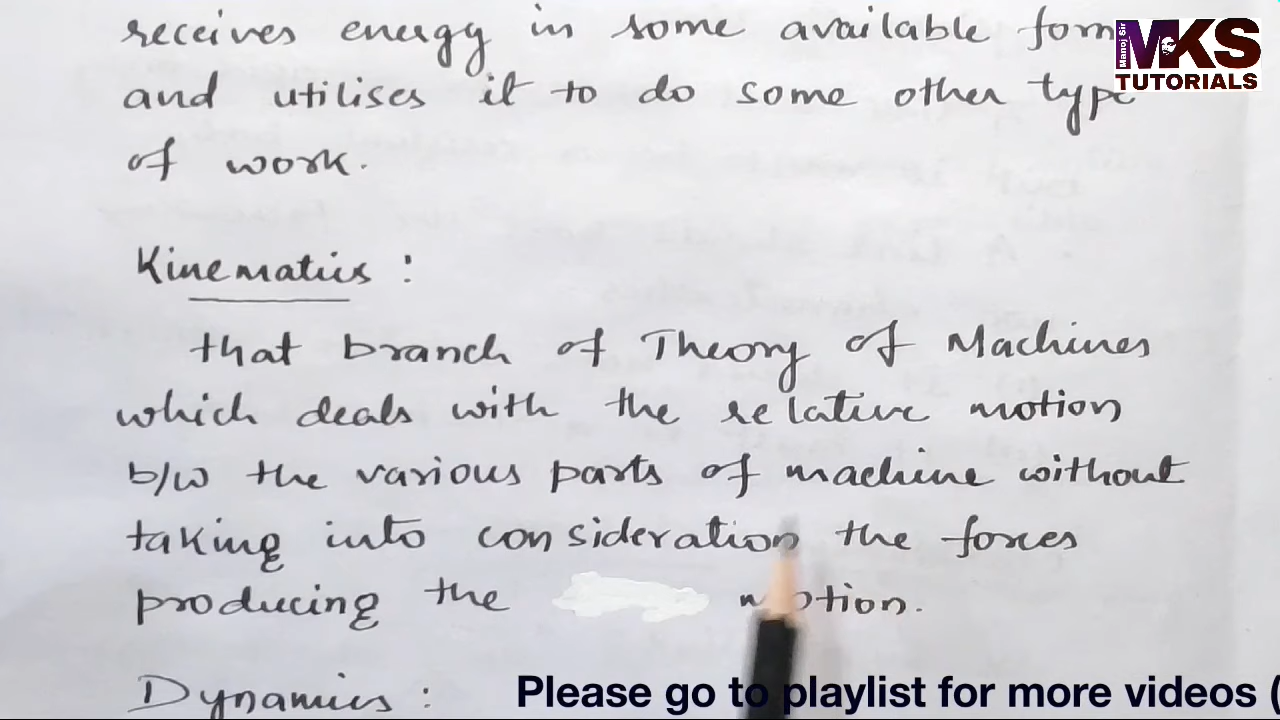 receives energy in some available form
and utilises it to do some other type
of work.
Manoj Sir
MKS
TUTORIALS
Kinematics :
that branch of Theory of Machines
which deals with the relative motion
b/w the various parts of machine without
taking into consideration the forces
producing the motion.
Dynamics :
Please go to playlist for more videos (